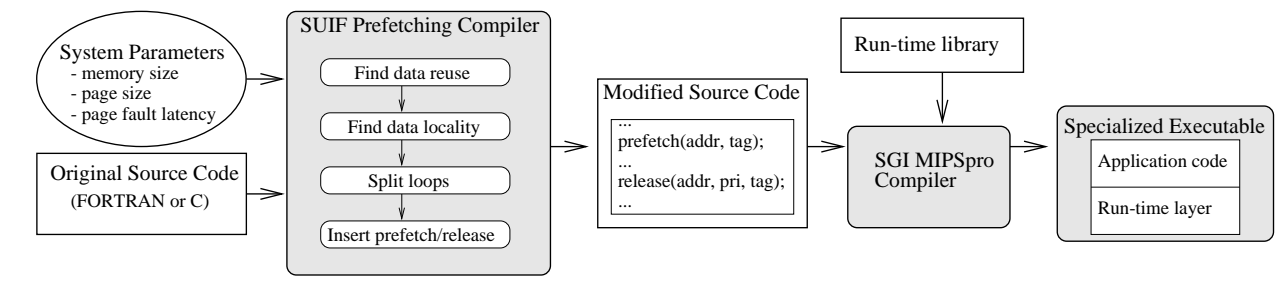 System Parameters
- memory size
- page size
- page fault latency
Original Source Code
(FORTRAN or C)
SUIF Prefetching Compiler
Find data reuse
Find data locality
Split loops
Insert prefetch/release
Modified Source Code
...
prefetch(addr, tag);
...
release(addr, pri, tag);
...
Run-time library
SGI MIPSpro
Compiler
Specialized Executable
Application code
Run-time layer